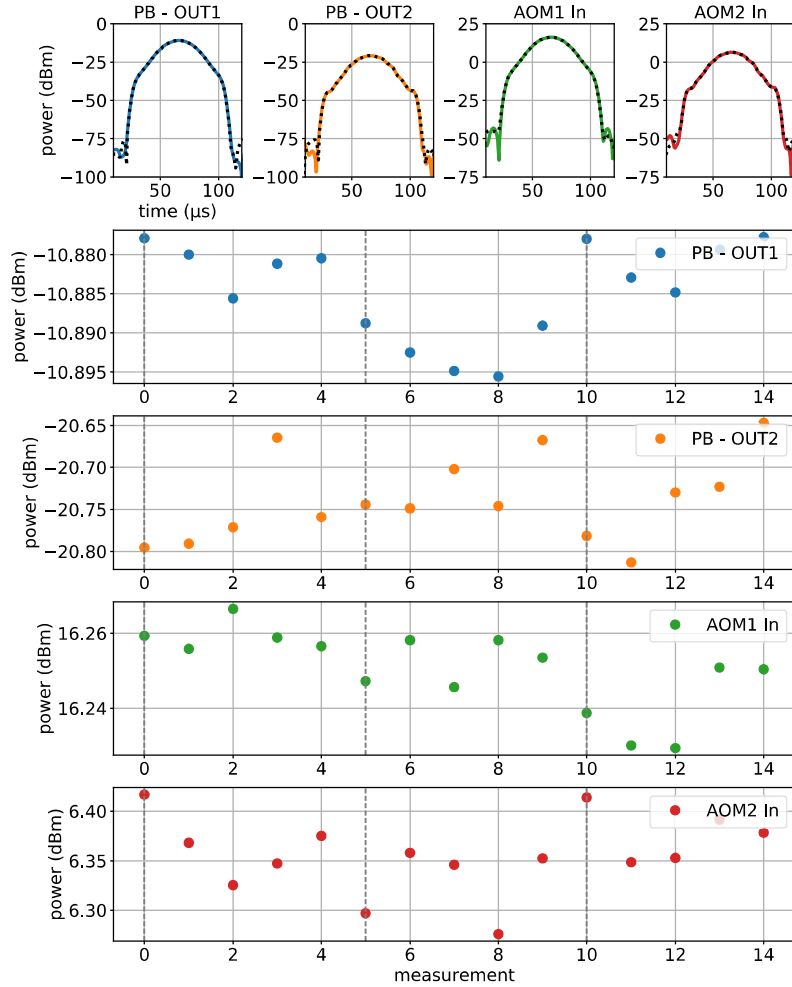 PB - OUT1
PB - OUT2
AOM1 In
AOM2 In
power (dBm)
0
−25
−50
−75
−100
50
100
time (µs)
0
−25
−50
−75
−100
50
100
25
0
−25
−50
−75
50
100
25
0
−25
−50
−75
50
100
power (dBm)
−10.880
−10.885
−10.890
−10.895
PB - OUT1
0 2 4 6 8 10 12 14
power (dBm)
−20.65
−20.70
−20.75
−20.80
PB - OUT2
0 2 4 6 8 10 12 14
power (dBm)
16.26
16.24
AOM1 In
0 2 4 6 8 10 12 14
power (dBm)
6.40
6.35
6.30
AOM2 In
0 2 4 6 8 10 12 14
measurement